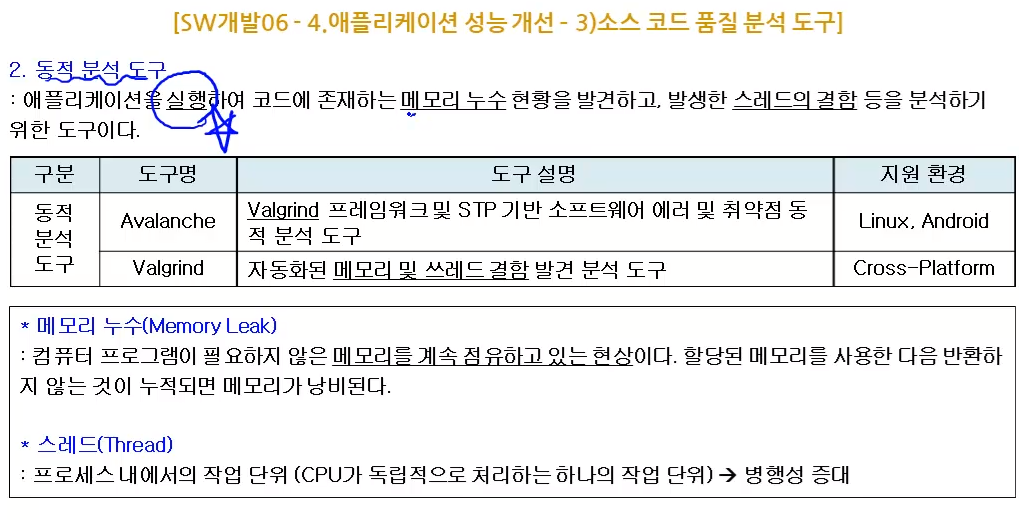 [SW개발06 - 4.애플리케이션 성능 개선 - 3)소스 코드 품질 분석 도구]
2. 동적 분석 도구
: 애플리케이션을 실행하여 코드에 존재하는 메모리 누수 현황을 발견하고, 발생한 스레드의 결함 등을 분석하기
위한 도구이다.
구분 도구명 도구 설명 지원 환경
동적
분석
도구
Avalanche
Valgrind 프레임워크 및 STP 기반 소프트웨어 에러 및 취약점 동
적 분석 도구
Linux, Android
Valgrind 자동화된 메모리 및 쓰레드 결함 발견 분석 도구 Cross-Platform
* 메모리 누수(Memory Leak)
: 컴퓨터 프로그램이 필요하지 않은 메모리를 계속 점유하고 있는 현상이다. 할당된 메모리를 사용한 다음 반환하
지 않는 것이 누적되면 메모리가 낭비된다.
* 스레드(Thread)
: 프로세스 내에서의 작업 단위 (CPU가 독립적으로 처리하는 하나의 작업 단위) → 병행성 증대